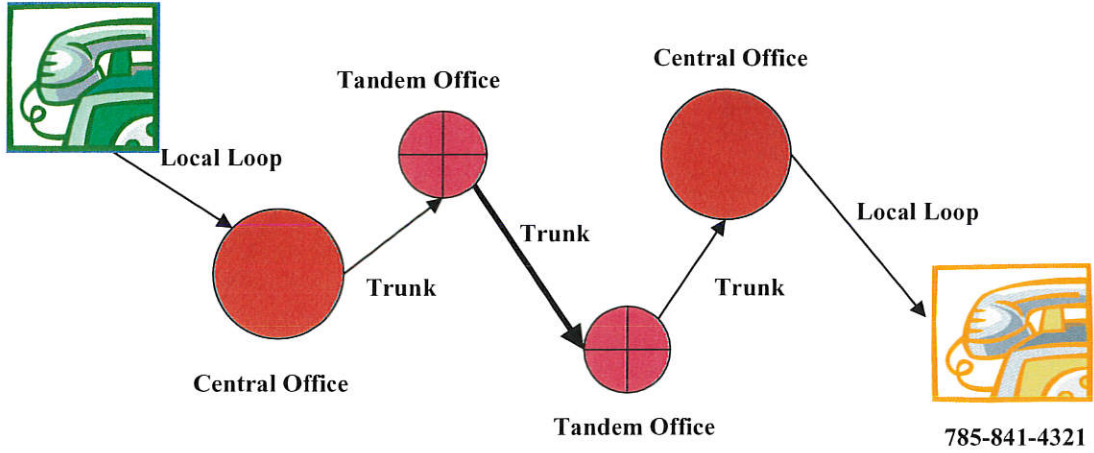 Central Office
Tandem Office
Local Loop
Local Loop
Trunk
Trunk
Trunk
Central Office
Tandem Office
785-841-4321